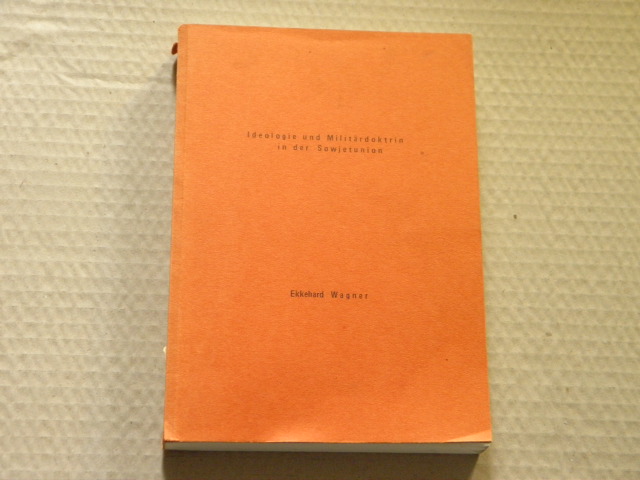 Ideologie und Militärdoktrin
in der Sowjetunion
Ekkehard Wagner